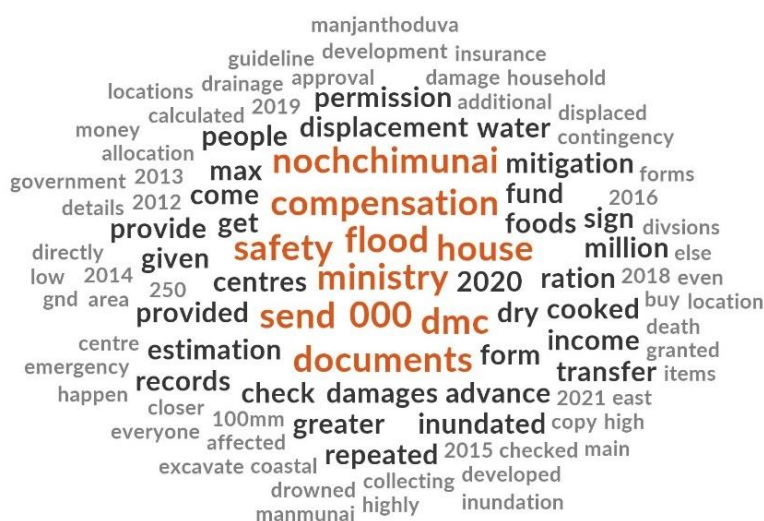 manjanthoduva
guideline development insurance
locations drainage approval damage household
calculated 2019 permission additional displaced
money people displacement water contingency
allocation max nochchimunai mitigation forms
government 2013 come compensation fund 2016
details 2012 provide get foods sign divsions
directly given safety flood house million else
low 2014 centres ministry 2020 ration 2018 even
gnd area 250 provided send 000 dmc dry cooked buy location
centre estimation documents form income death
emergency records transfer granted
happen check damages advance items
closer 100mm greater inundated 2021 east
everyone affected repeated 2015 checked main copy high
excavate coastal collecting developed
drowned highly inundation
manmunai